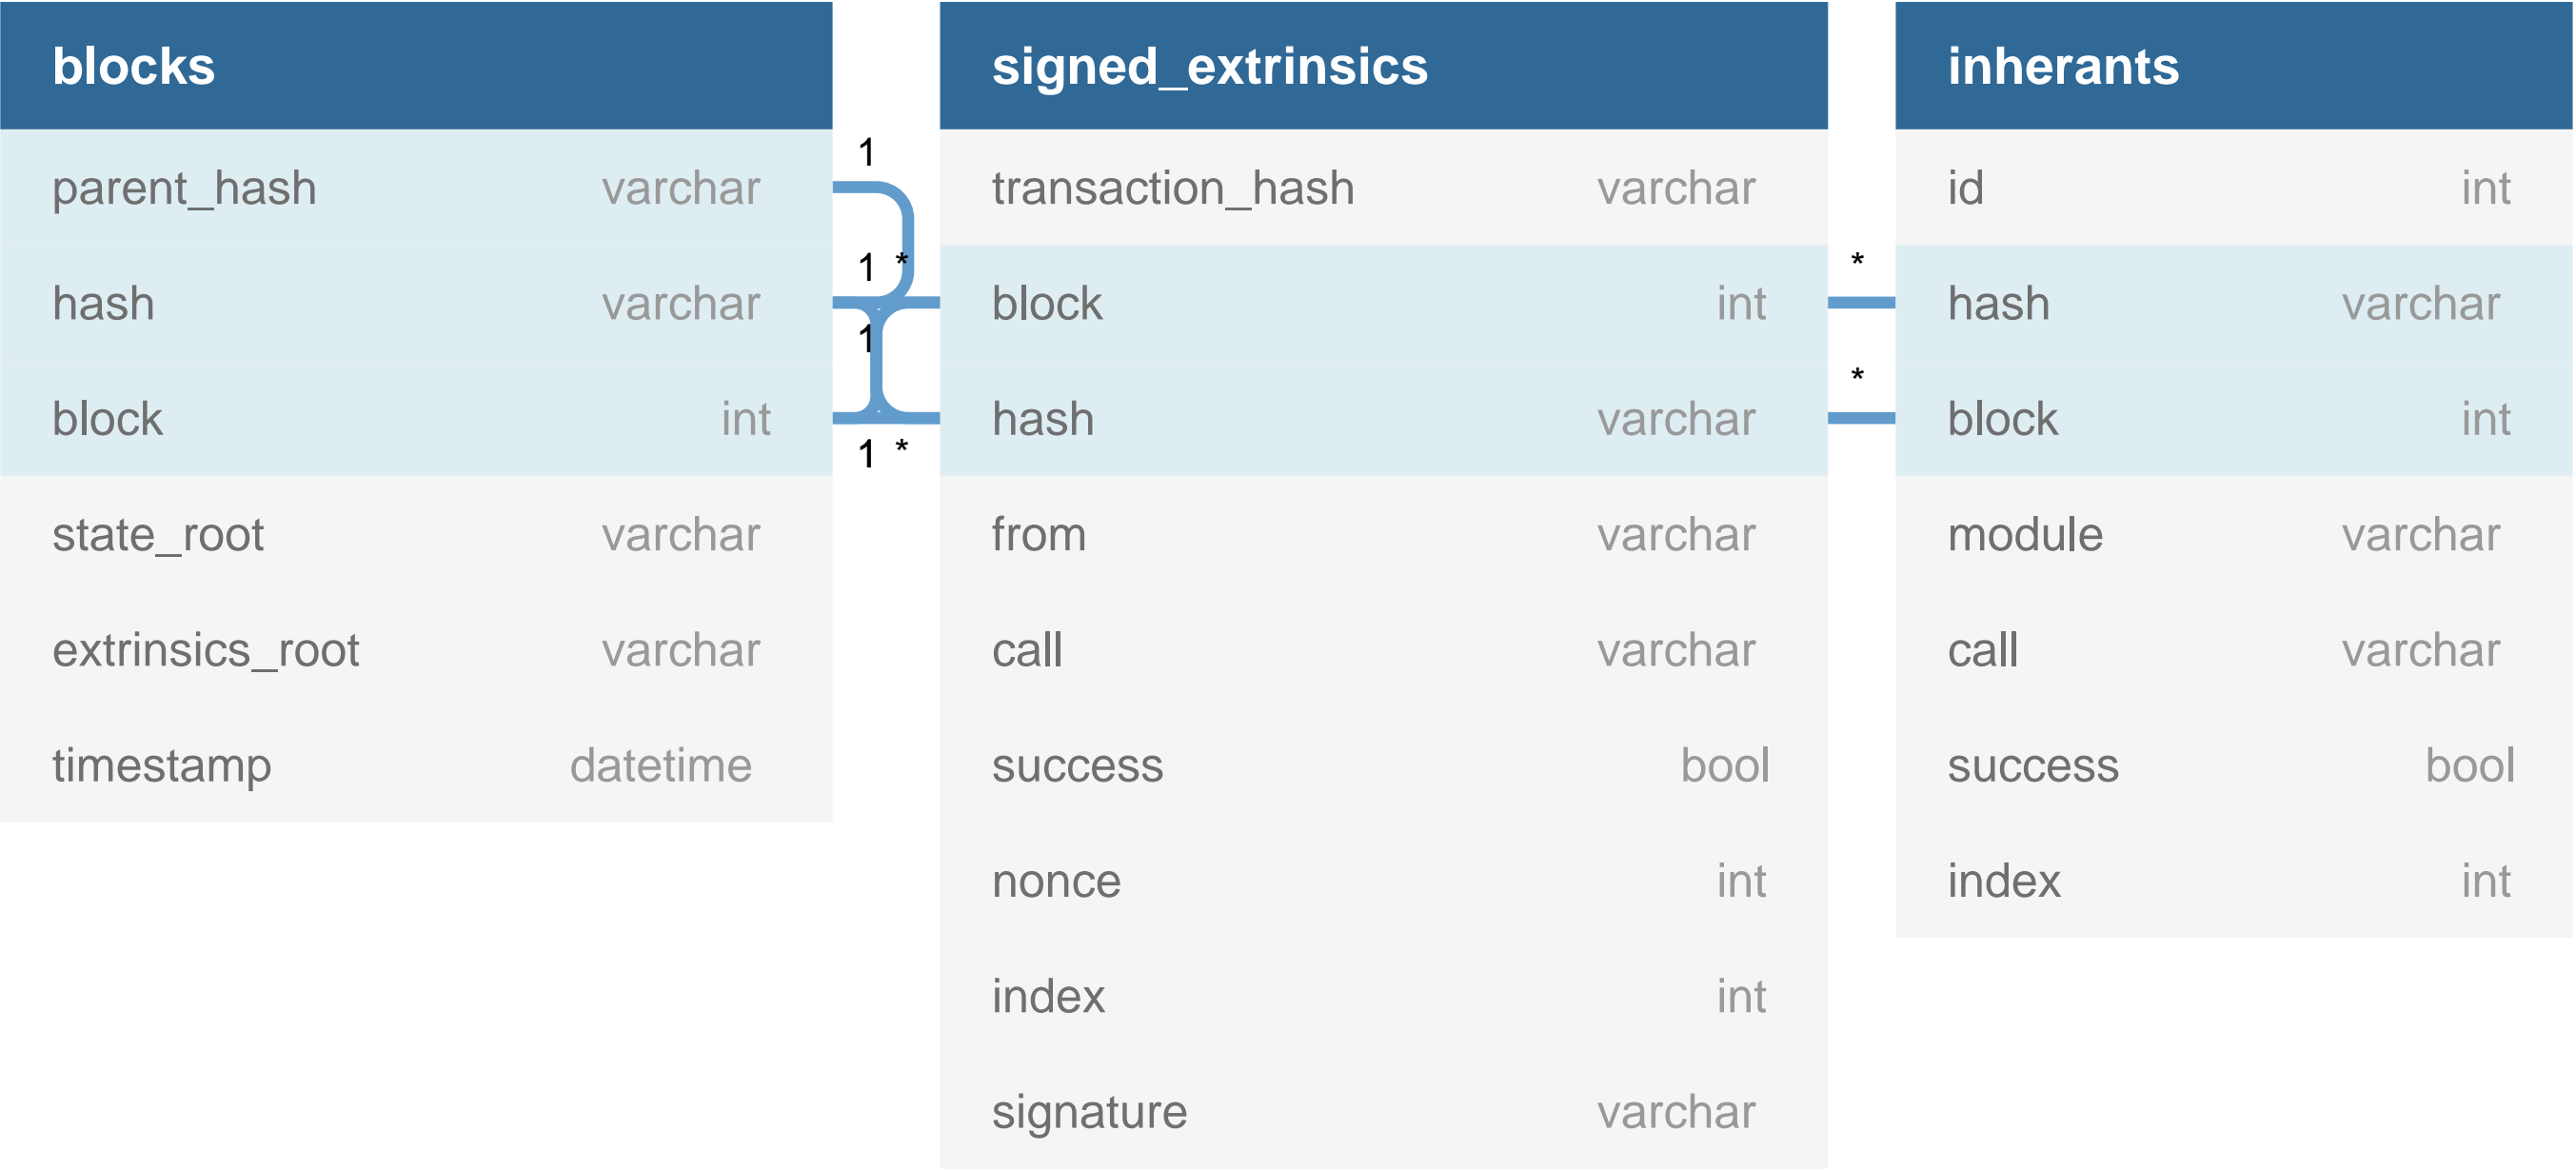 blocks
parent_hash varchar
hash varchar
block int
state_root varchar
extrinsics_root varchar
timestamp datetime
1
1 *
1
1 *
signed_extrinsics
transaction_hash varchar
block int
hash varchar
from varchar
call varchar
success bool
nonce int
index int
signature varchar
*
*
inherants
id int
hash varchar
block int
module varchar
call varchar
success bool
index int